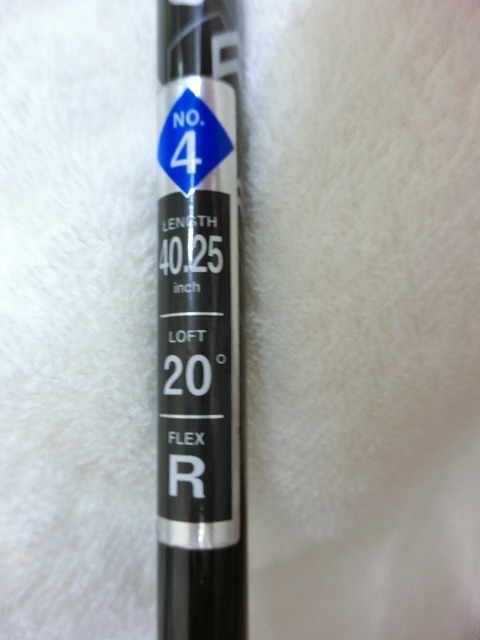 NO.
4
LENGTH
40.25
inch
LOFT
20°
FLEX
R